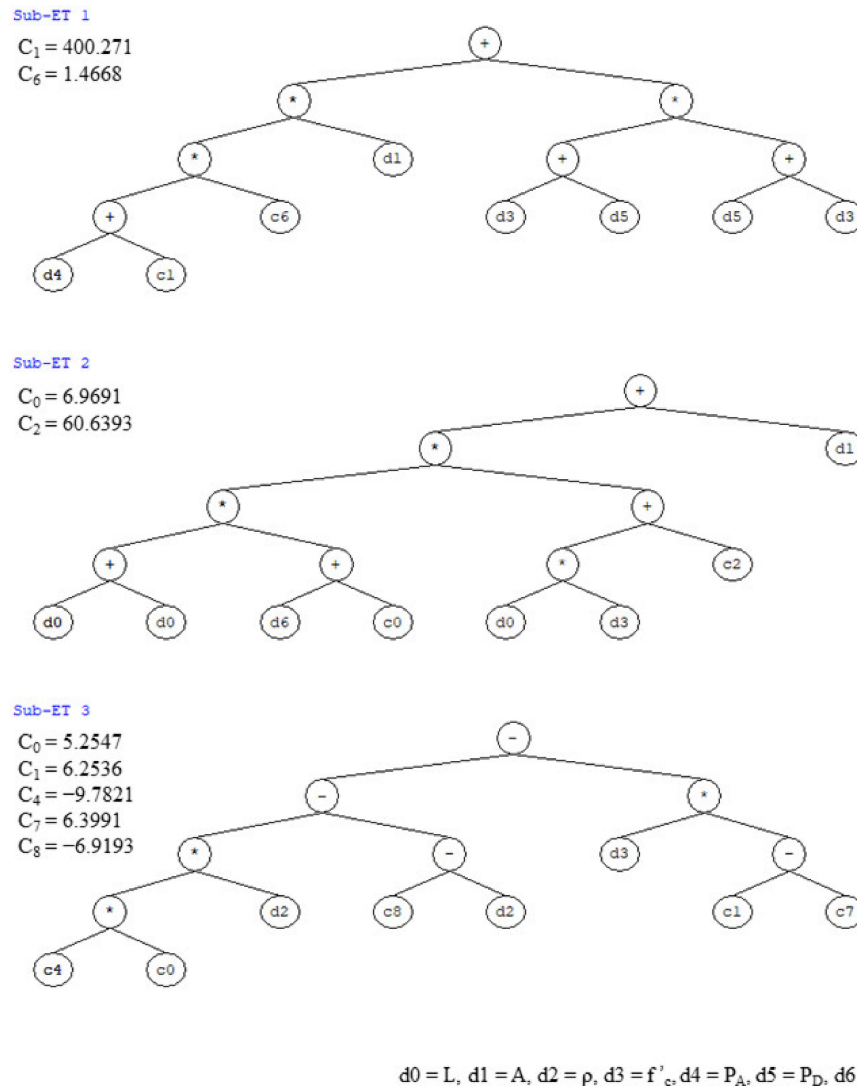 Sub-ET 1
C₁ = 400.271
C₆ = 1.4668
+
* *
* d1 + +
+ c6 d3 d5 d5 d3
d4 c1
Sub-ET 2
C₀ = 6.9691
C₂ = 60.6393
+
* d1
* +
+ + * c2
d0 d0 d6 c0 d0 d3
Sub-ET 3
C₀ = 5.2547
C₁ = 6.2536
C₄ = −9.7821
C₇ = 6.3991
C₈ = −6.9193
-
- *
* - d3 -
* d2 c8 d2 c1 c7
c4 c0
d0 = L, d1 = A, d2 = ρ, d3 = f'c, d4 = PA, d5 = PD, d6